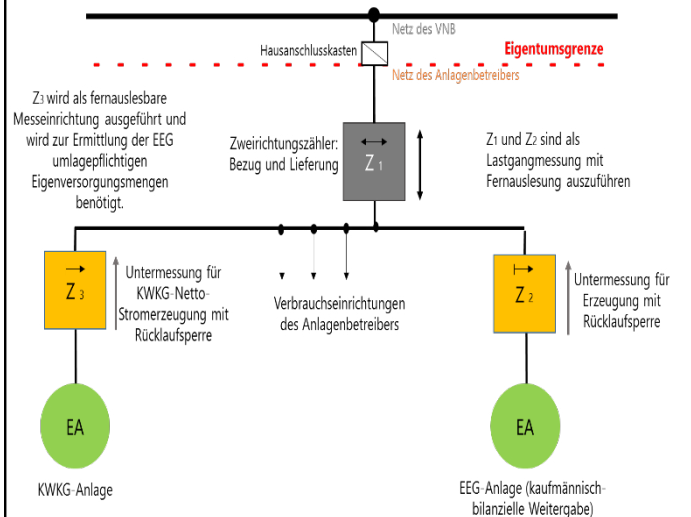 Netz des VNB
Hausanschlusskasten
Eigentumsgrenze
Netz des Anlagenbetreibers
Z3 wird als fernauslesbare
Messeinrichtung ausgeführt und
wird zur Ermittlung der EEG
umlagepflichtigen
Eigenversorgungsmengen
benötigt.
Zweirichtungszähler:
Bezug und Lieferung
Z 1
Z1 und Z2 sind als
Lastgangmessung mit
Fernauslesung auszuführen
Z 3
Untermessung für
KWKG-Netto-
Stromerzeugung mit
Rücklaufsperre
Verbrauchseinrichtungen
des Anlagenbetreibers
Z 2
Untermessung für
Erzeugung mit
Rücklaufsperre
EA
KWKG-Anlage
EA
EEG-Anlage (kaufmännisch-
bilanzielle Weitergabe)